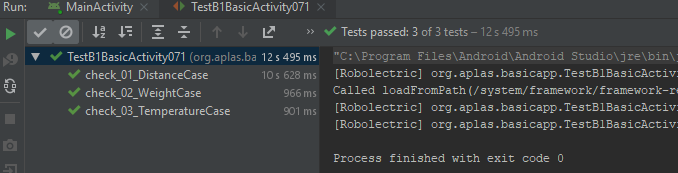 Run: MainActivity TestB1BasicActivity071
Tests passed: 3 of 3 tests – 12 s 495 ms
TestB1BasicActivity071 (org.aplas.ba 12 s 495 ms
check_01_DistanceCase 10 s 628 ms
check_02_WeightCase 966 ms
check_03_TemperatureCase 901 ms
"C:\Program Files\Android\Android Studio\jre\bin\j
[Robolectric] org.aplas.basicapp.TestB1BasicActivi
Called loadFromPath(/system/framework/framework-re
[Robolectric] org.aplas.basicapp.TestB1BasicActivi
[Robolectric] org.aplas.basicapp.TestB1BasicActivi
Process finished with exit code 0